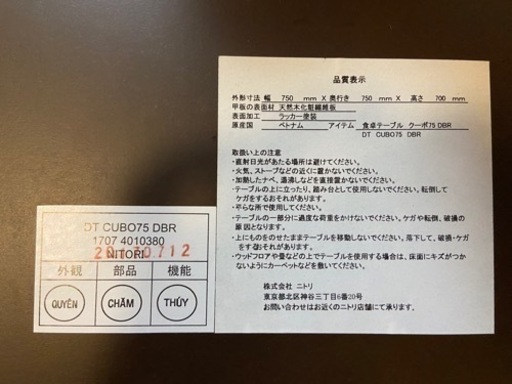 品質表示
外形寸法 幅 750 mm X 奥行き 750 mm X 高さ 700 mm
甲板の表面材 天然木化粧繊維板
表面加工 ラッカー塗装
原産国 ベトナム アイテム 食卓テーブル クーボ75 DBR
DT CUBO75 DBR
取扱い上の注意
・直射日光があたる場所は避けてください。
・火気、ストーブなどの近くに置かないでください。
・加熱したナベ、湯沸しなどを直接置かないでください。
・テーブルの上に立ったり、踏み台として使用しないでください。転倒して
ケガをするおそれがあります。
・平らな所で使用してください。
・テーブルの一部分に過度な荷重をかけないでください。ケガや転倒、破損の
原因となります。
・上にものをのせたままテーブルを移動しないでください。落下して、破損・ケガ
をするおそれがあります。
・ウッドフロアや畳などの上でテーブルを使用する場合は、床面にキズがつか
ないようにカーペットなどを敷いてください。
株式会社 ニトリ
東京都北区神谷三丁目6番20号
お問い合わせはお近くのニトリ店舗にて承ります。
DT CUBO75 DBR
1707 4010380
NITORI
外観 部品 機能
QUYÊN CHĂM THÚY